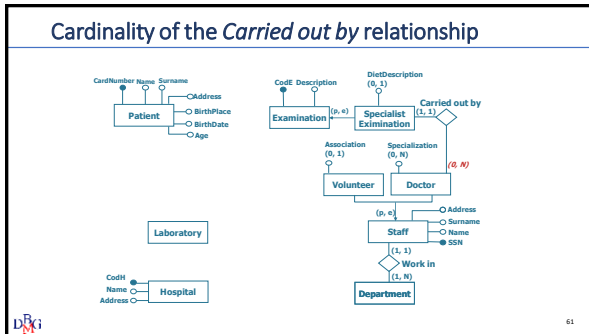 Cardinality of the Carried out by relationship
CardNumber Name Surname
Address
BirthPlace
BirthDate
Age
Patient
CodE Description
DietDescription
(0, 1)
Carried out by
Examination
(p, e)
Specialist
Eximination
(1, 1)
Association
(0, 1)
Specialization
(0, N)
(0, N)
Volunteer
Doctor
(p, e)
Address
Surname
Name
SSN
Staff
Laboratory
(1, 1)
Work in
(1, N)
CodH
Name
Address
Hospital
Department
DBMG
61